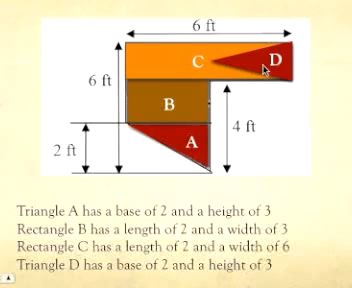 6 ft
C
D
6 ft
B
4 ft
A
2 ft
Triangle A has a base of 2 and a height of 3
Rectangle B has a length of 2 and a width of 3
Rectangle C has a length of 2 and a width of 6
Triangle D has a base of 2 and a height of 3